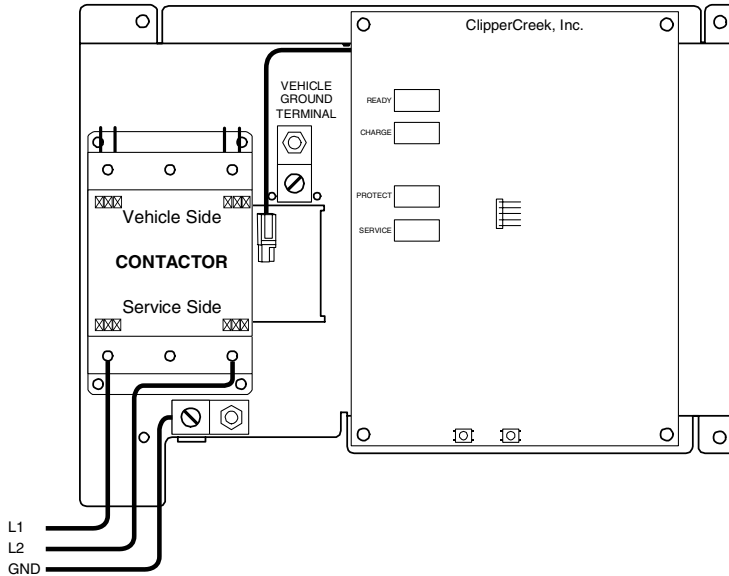 ClipperCreek, Inc.
VEHICLE
GROUND
TERMINAL
READY
CHARGE
PROTECT
SERVICE
Vehicle Side
CONTACTOR
Service Side
L1
L2
GND